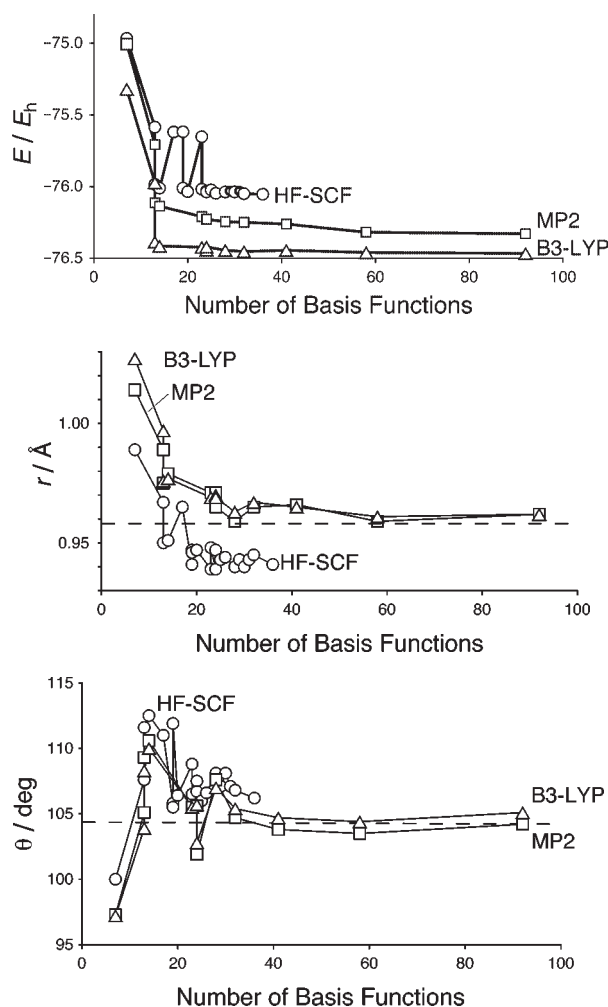 E / E_h
−75.0
−75.5
−76.0
−76.5
HF-SCF
MP2
B3-LYP
0 20 40 60 80 100
Number of Basis Functions
r / Å
1.00
0.95
B3-LYP
MP2
HF-SCF
0 20 40 60 80 100
Number of Basis Functions
θ / deg
115
110
105
100
95
HF-SCF
B3-LYP
MP2
0 20 40 60 80 100
Number of Basis Functions